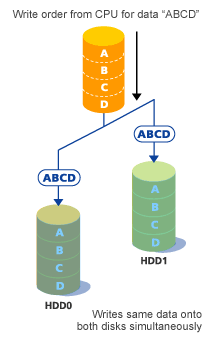 Write order from CPU for data “ABCD”
A
B
C
D
ABCD
ABCD
A
B
C
D
HDD1
A
B
C
D
HDD0
Writes same data onto
both disks simultaneously